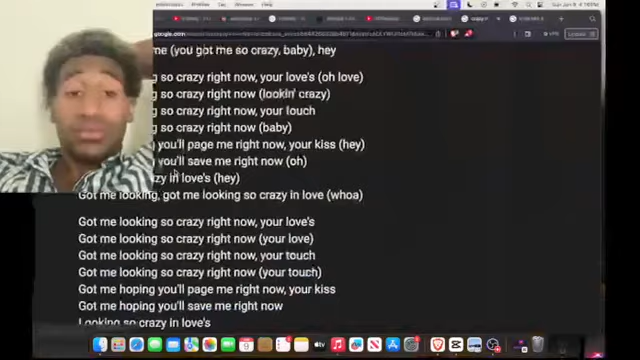 me (you got me so crazy, baby), hey
g so crazy right now, your love's (oh love)
g so crazy right now (lookin' crazy)
g so crazy right now, your touch
g so crazy right now (baby)
you'll page me right now, your kiss (hey)
you'll save me right now (oh)
zy in love's (hey)
Got me looking, got me looking so crazy in love (whoa)
Got me looking so crazy right now, your love's
Got me looking so crazy right now (your love)
Got me looking so crazy right now, your touch
Got me looking so crazy right now (your touch)
Got me hoping you'll page me right now, your kiss
Got me hoping you'll save me right now
Looking so crazy in love's